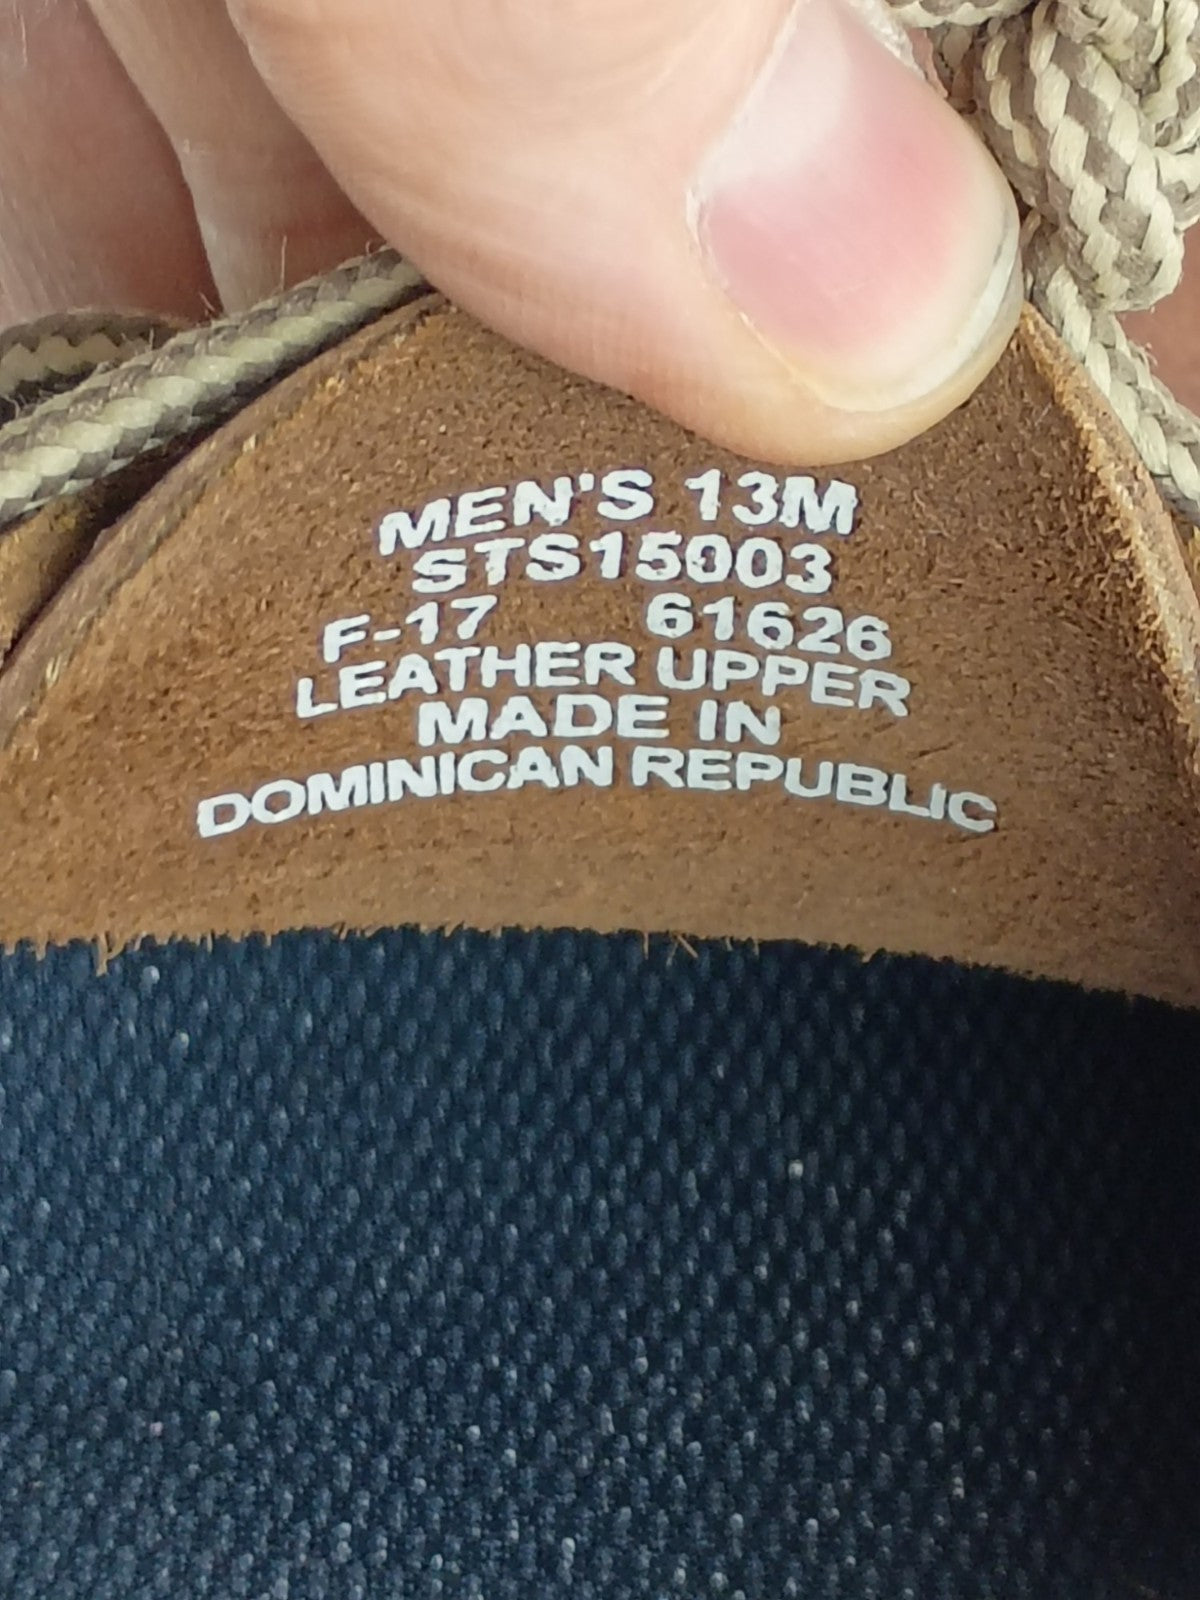 MEN'S 13M
STS15003
F-17 61626
LEATHER UPPER
MADE IN
DOMINICAN REPUBLIC